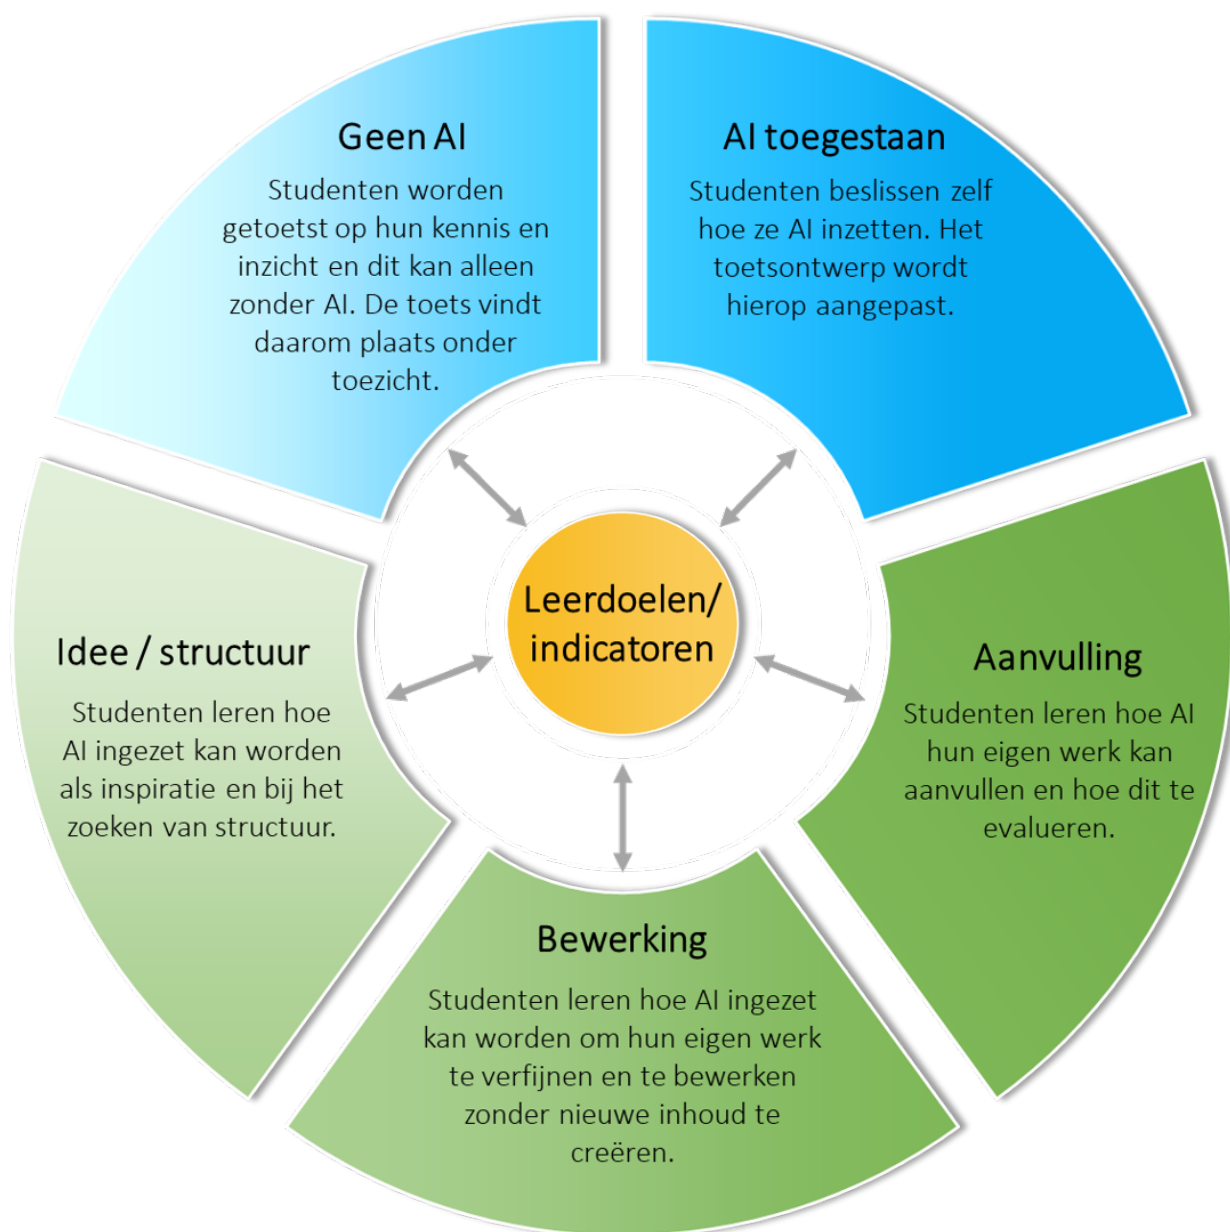 Geen AI
Studenten worden
getoetst op hun kennis en
inzicht en dit kan alleen
zonder AI. De toets vindt
daarom plaats onder
toezicht.
AI toegestaan
Studenten beslissen zelf
hoe ze AI inzetten. Het
toetsontwerp wordt
hierop aangepast.
Leerdoelen/
indicatoren
Idee / structuur
Studenten leren hoe
AI ingezet kan worden
als inspiratie en bij het
zoeken van structuur.
Aanvulling
Studenten leren hoe AI
hun eigen werk kan
aanvullen en hoe dit te
evalueren.
Bewerking
Studenten leren hoe AI ingezet
kan worden om hun eigen werk
te verfijnen en te bewerken
zonder nieuwe inhoud te
creëren.